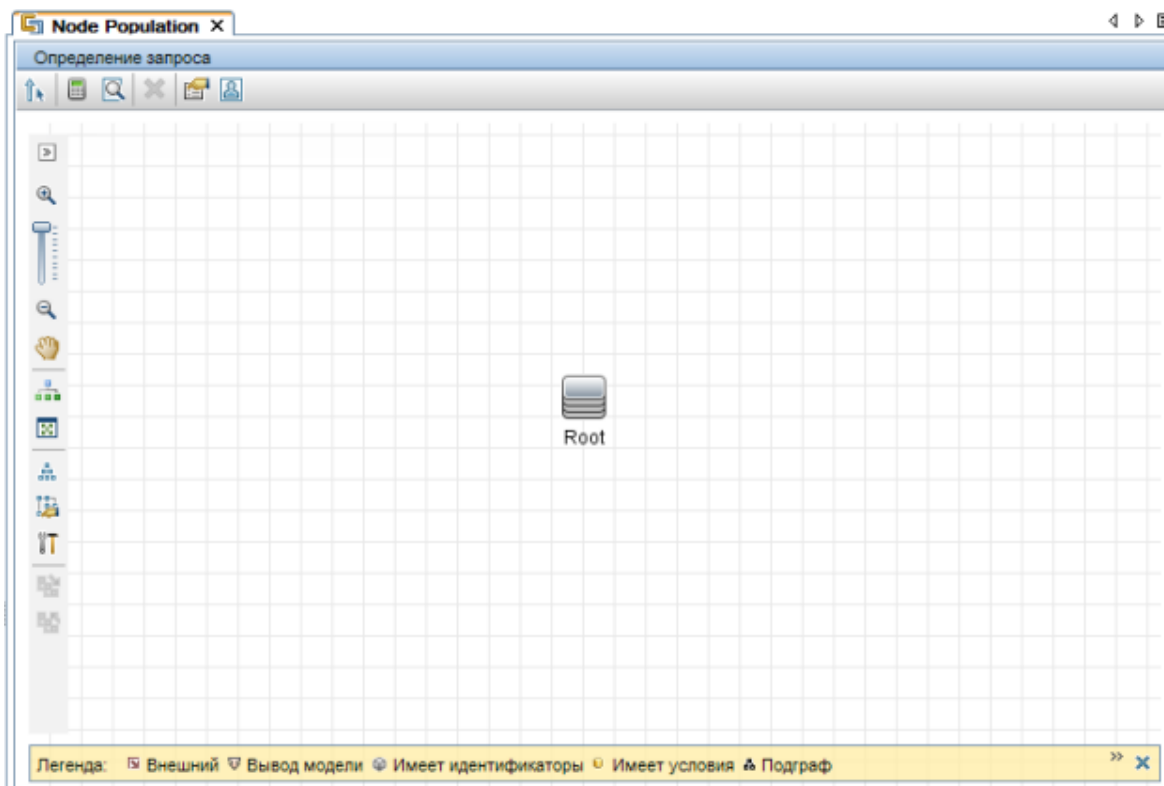 Node Population X
Определение запроса
Root
Легенда: Внешний Вывод модели Имеет идентификаторы Имеет условия Подграф